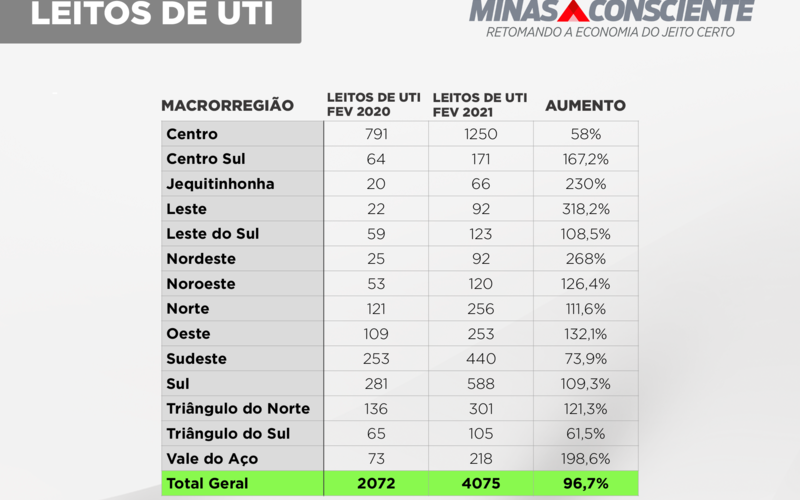 LEITOS DE UTI
MINAS CONSCIENTE
RETOMANDO A ECONOMIA DO JEITO CERTO
MACRORREGIÃO LEITOS DE UTI FEV 2020 LEITOS DE UTI FEV 2021 AUMENTO
Centro 791 1250 58%
Centro Sul 64 171 167,2%
Jequitinhonha 20 66 230%
Leste 22 92 318,2%
Leste do Sul 59 123 108,5%
Nordeste 25 92 268%
Noroeste 53 120 126,4%
Norte 121 256 111,6%
Oeste 109 253 132,1%
Sudeste 253 440 73,9%
Sul 281 588 109,3%
Triângulo do Norte 136 301 121,3%
Triângulo do Sul 65 105 61,5%
Vale do Aço 73 218 198,6%
Total Geral 2072 4075 96,7%